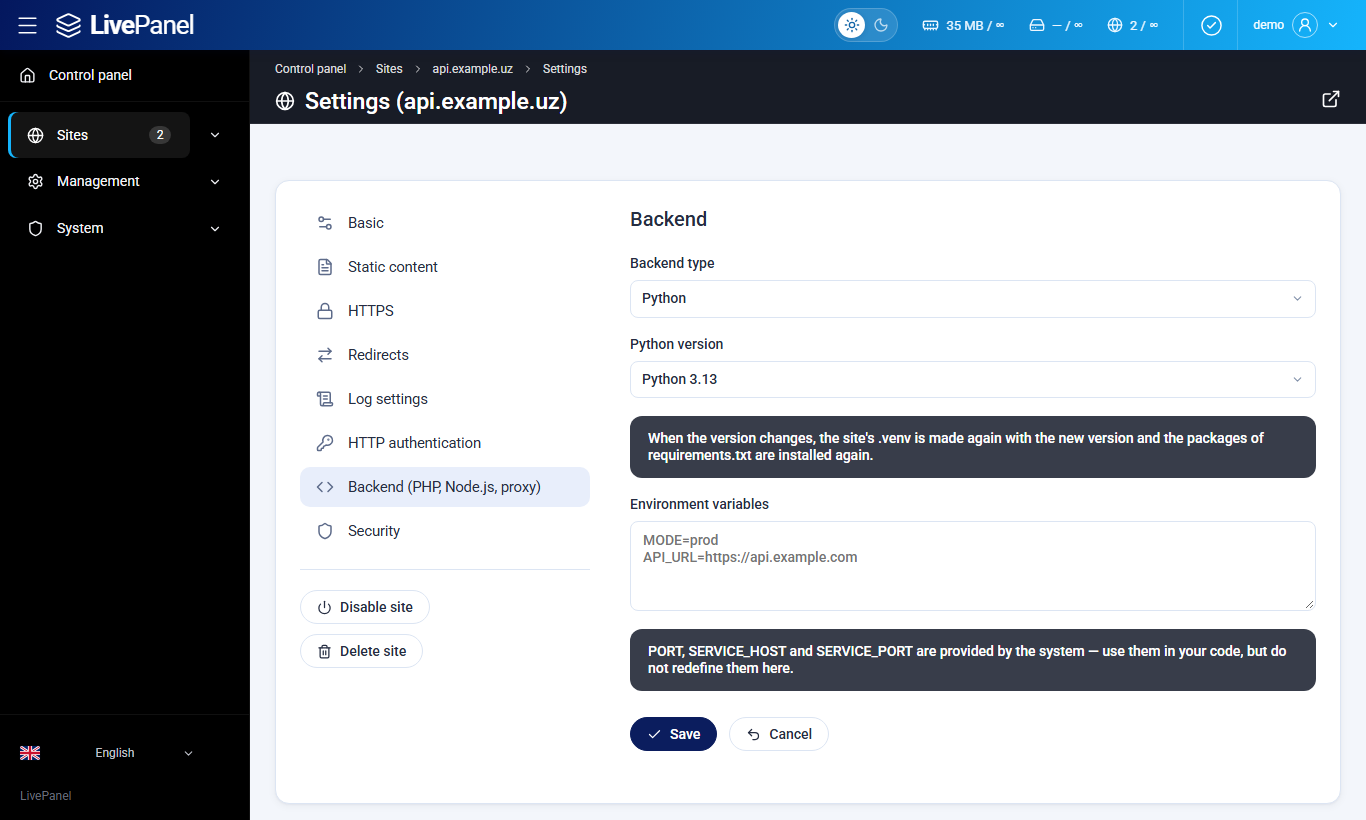 LivePanel
35 MB / ∞
— / ∞
2 / ∞
demo
Control panel
Sites
2
Management
System
English
LivePanel
Control panel > Sites > api.example.uz > Settings
Settings (api.example.uz)
Basic
Static content
HTTPS
Redirects
Log settings
HTTP authentication
Backend (PHP, Node.js, proxy)
Security
Disable site
Delete site
Backend
Backend type
Python
Python version
Python 3.13
When the version changes, the site's .venv is made again with the new version and the packages of
requirements.txt are installed again.
Environment variables
MODE=prod
API_URL=https://api.example.com
PORT, SERVICE_HOST and SERVICE_PORT are provided by the system — use them in your code, but do
not redefine them here.
Save
Cancel